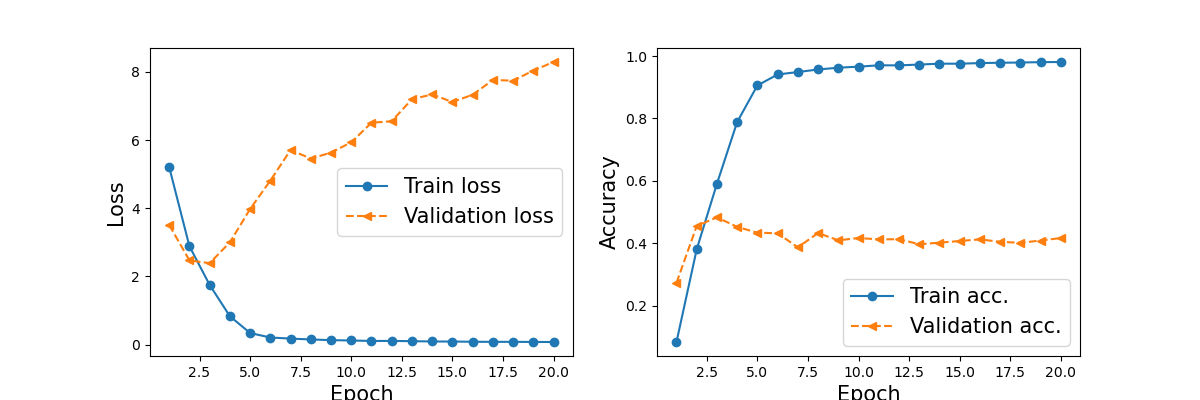 8
6
4
2
0
Loss
Train loss
Validation loss
2.5 5.0 7.5 10.0 12.5 15.0 17.5 20.0
Epoch
1.0
0.8
0.6
0.4
0.2
Accuracy
Train acc.
Validation acc.
2.5 5.0 7.5 10.0 12.5 15.0 17.5 20.0
Epoch